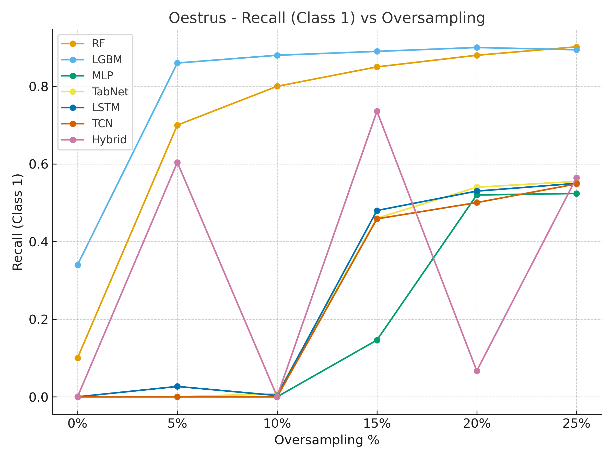 Oestrus - Recall (Class 1) vs Oversampling
RF
LGBM
MLP
TabNet
LSTM
TCN
Hybrid
Recall (Class 1)
0.8
0.6
0.4
0.2
0.0
0%
5%
10%
15%
20%
25%
Oversampling %